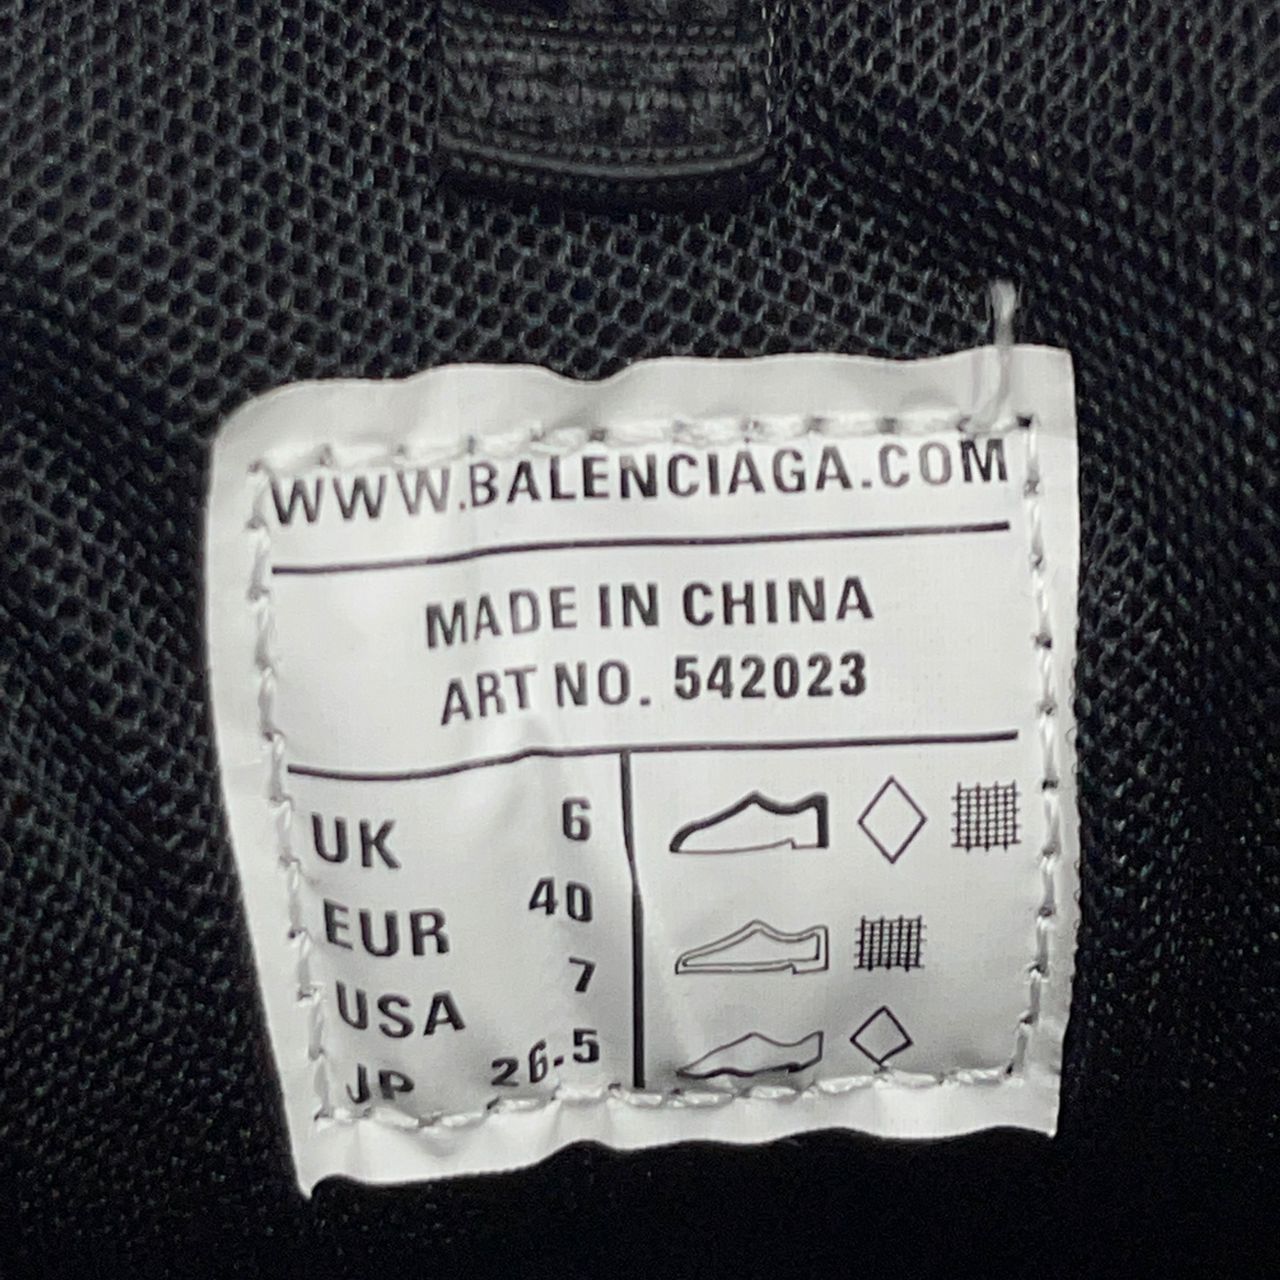 WWW.BALENCIAGA.COM
MADE IN CHINA
ART NO. 542023
UK 6
EUR 40
USA 7
JP 26.5